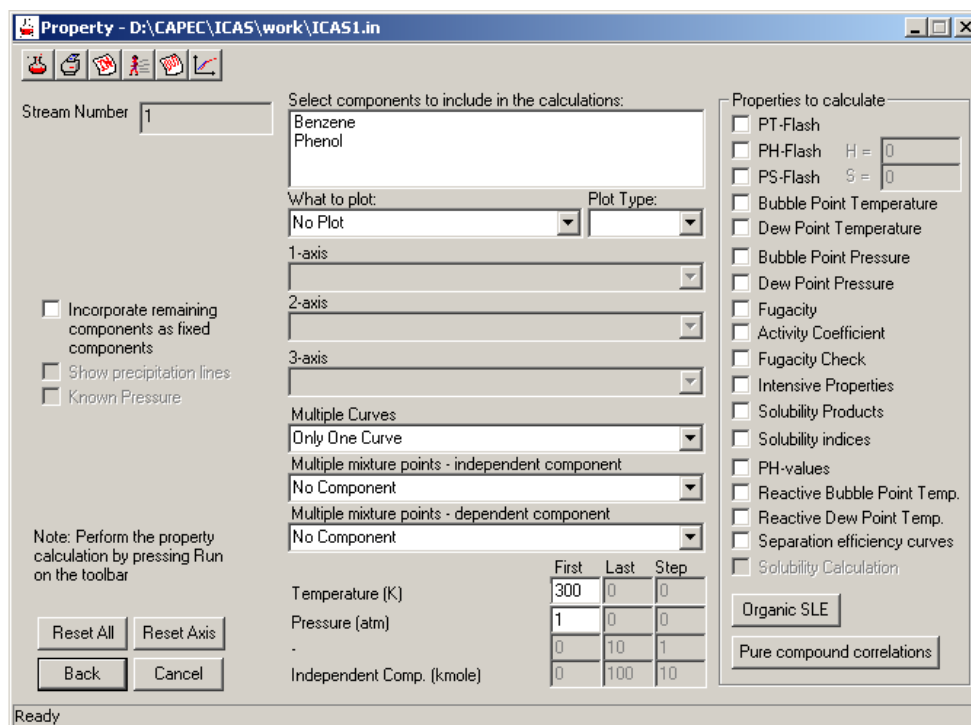 Property - D:\CAPEC\ICAS\work\ICAS1.in
Stream Number 1
Select components to include in the calculations:
Benzene
Phenol
What to plot: Plot Type:
No Plot
1-axis
2-axis
3-axis
Incorporate remaining
components as fixed
components
Show precipitation lines
Known Pressure
Multiple Curves
Only One Curve
Multiple mixture points - independent component
No Component
Multiple mixture points - dependent component
No Component
Note: Perform the property
calculation by pressing Run
on the toolbar
First Last Step
Temperature (K) 300 0 0
Pressure (atm) 1 0 0
- 0 10 1
Independent Comp. (kmole) 0 100 10
Reset All Reset Axis
Back Cancel
Properties to calculate
PT-Flash
PH-Flash H = 0
PS-Flash S = 0
Bubble Point Temperature
Dew Point Temperature
Bubble Point Pressure
Dew Point Pressure
Fugacity
Activity Coefficient
Fugacity Check
Intensive Properties
Solubility Products
Solubility indices
PH-values
Reactive Bubble Point Temp.
Reactive Dew Point Temp.
Separation efficiency curves
Solubility Calculation
Organic SLE
Pure compound correlations
Ready